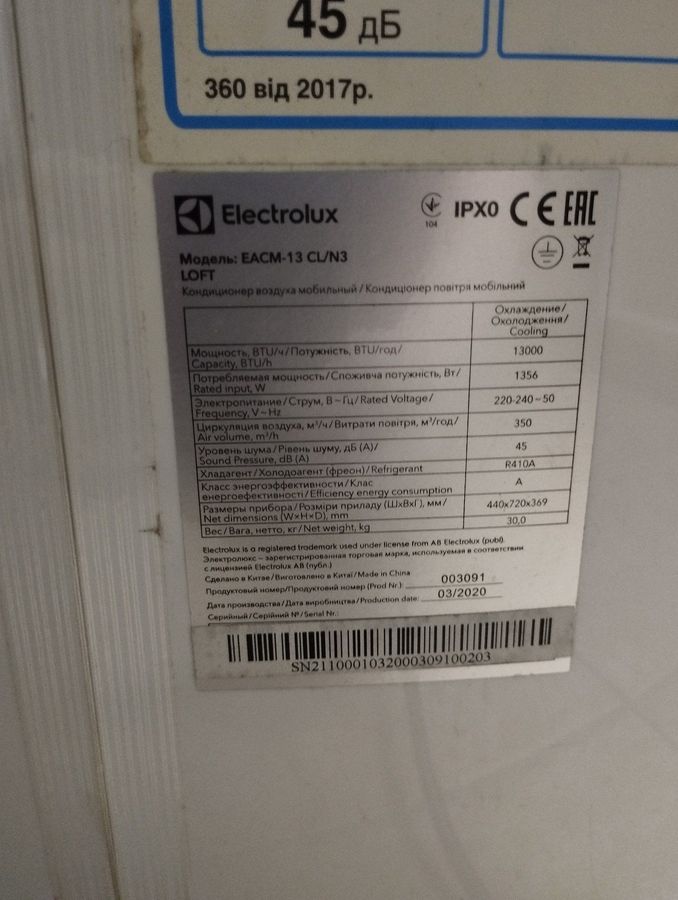 45 дБ
360 від 2017р.
Electrolux
104
IPX0 CE EAC
Модель: EACM-13 CL/N3
LOFT
Кондиционер воздуха мобильный / Кондиціонер повітря мобільний
Охлаждение/
Охолодження/
Cooling
Мощность, BTU/ч/Потужність, BTU/год/
Capacity, BTU/h
13000
Потребляемая мощность/Споживча потужність, Вт/
Rated input, W
1356
Электропитание/Струм, В~Гц/Rated Voltage/
Frequency, V~Hz
220-240~50
Циркуляция воздуха, м³/ч/Витрати повітря, м³/год/
Air volume, m³/h
350
Уровень шума/Рівень шуму, дБ (А)/
Sound Pressure, dB (A)
45
Хладагент/Холодоагент (фреон)/Refrigerant
R410A
Класс энергоэффективности/Клас
енергоефективності/Efficiency energy consumption
A
Размеры прибора/Розміри приладу (ШхВхГ), мм/
Net dimensions (W×H×D), mm
440x720x369
Вес/Вага, нетто, кг/Net weight, kg
30,0
Electrolux is a registered trademark used under license from AB Electrolux (publ).
Электролюкс – зарегистрированная торговая марка, используемая в соответствии
с лицензией Electrolux AB (публ.)
Сделано в Китае/Виготовлено в Китаї/Made in China
Продуктовый номер/Продуктовий номер (Prod Nr.): 003091
Дата производства/Дата виробництва/Production date: 03/2020
Серийный/Серійний №/Serial Nr.:
SN2110001032000309100203